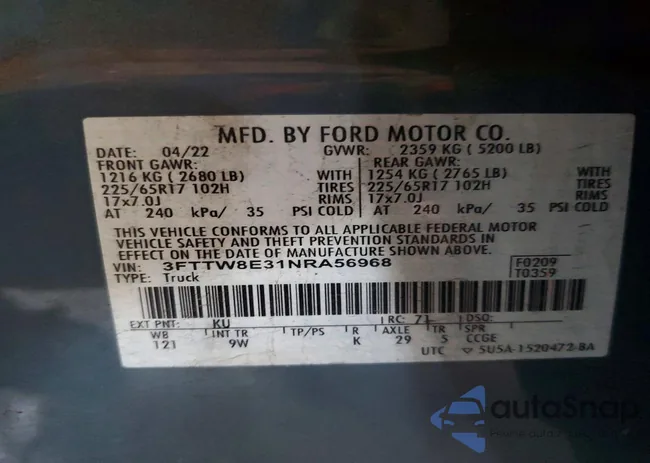 MFD. BY FORD MOTOR CO.
DATE: 04/22 GVWR: 2359 KG ( 5200 LB)
FRONT GAWR: REAR GAWR:
1216 KG ( 2680 LB) WITH 1254 KG ( 2765 LB) WITH
225/65R17 102H TIRES 225/65R17 102H TIRES
17x7.0J RIMS 17x7.0J RIMS
AT 240 kPa/ 35 PSI COLD AT 240 kPa/ 35 PSI COLD
THIS VEHICLE CONFORMS TO ALL APPLICABLE FEDERAL MOTOR
VEHICLE SAFETY AND THEFT PREVENTION STANDARDS IN
EFFECT ON THE DATE OF MANUFACTURE SHOWN ABOVE.
VIN: 3FTTW8E31NRA56968 F0209
TYPE: Truck T0359
EXT PNT: KU RC: 71 DSO:
WB INT TR TP/PS R AXLE TR SPR
121 9W K 29 5 CCGE
UTC 5U5A-1520472-BA
autoSnap